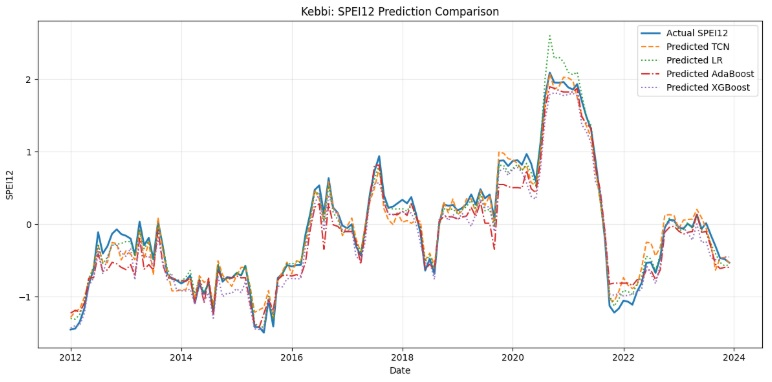 Kebbi: SPEI12 Prediction Comparison
Actual SPEI12
Predicted TCN
Predicted LR
Predicted AdaBoost
Predicted XGBoost
SPEI12
2
1
0
−1
2012 2014 2016 2018 2020 2022 2024
Date